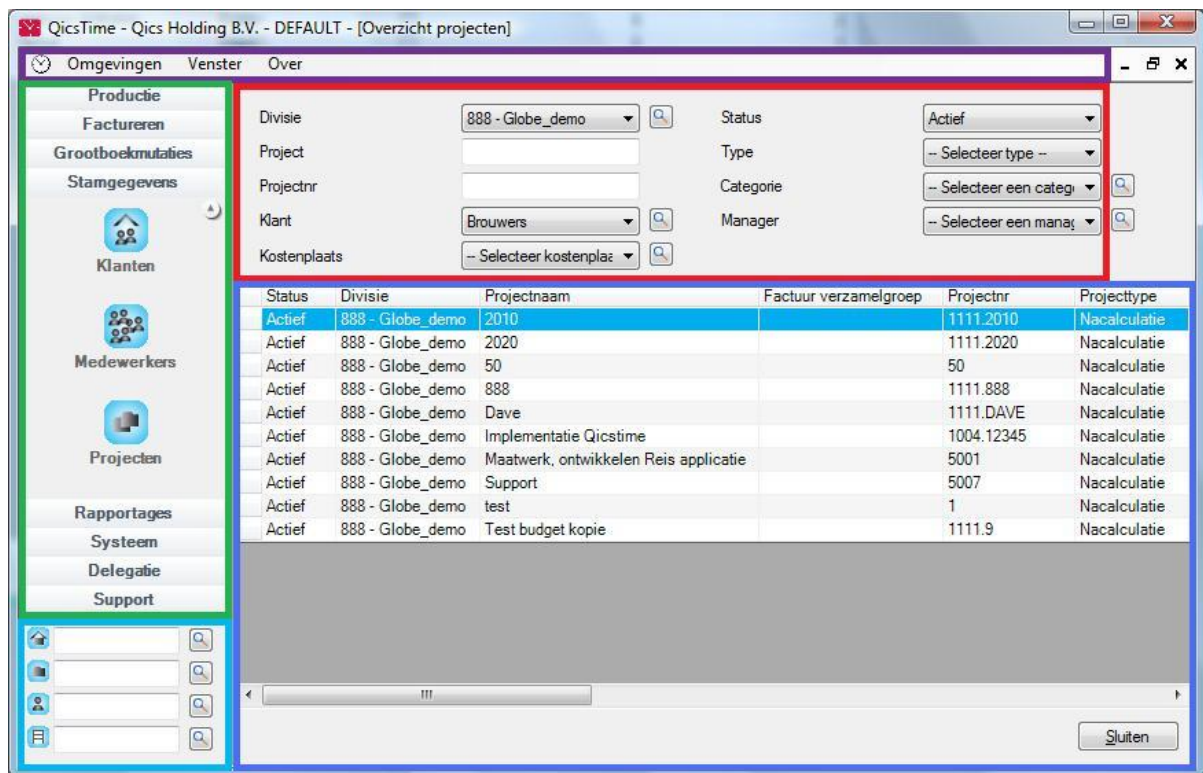 QicsTime - Qics Holding B.V. - DEFAULT - [Overzicht projecten]
Omgevingen Venster Over
Productie
Factureren
Grootboekmutaties
Stamgegevens
Klanten
Medewerkers
Projecten
Rapportages
Systeem
Delegatie
Support
Divisie 888 - Globe_demo Status Actief
Project Type -- Selecteer type --
Projectnr Categorie -- Selecteer een categ
Klant Brouwers Manager -- Selecteer een manag
Kostenplaats -- Selecteer kostenplaa
Status Divisie Projectnaam Factuur verzamelgroep Projectnr Projecttype
Actief 888 - Globe_demo 2010 1111.2010 Nacalculatie
Actief 888 - Globe_demo 2020 1111.2020 Nacalculatie
Actief 888 - Globe_demo 50 50 Nacalculatie
Actief 888 - Globe_demo 888 1111.888 Nacalculatie
Actief 888 - Globe_demo Dave 1111.DAVE Nacalculatie
Actief 888 - Globe_demo Implementatie Qicstime 1004.12345 Nacalculatie
Actief 888 - Globe_demo Maatwerk, ontwikkelen Reis applicatie 5001 Nacalculatie
Actief 888 - Globe_demo Support 5007 Nacalculatie
Actief 888 - Globe_demo test 1 Nacalculatie
Actief 888 - Globe_demo Test budget kopie 1111.9 Nacalculatie
Sluiten